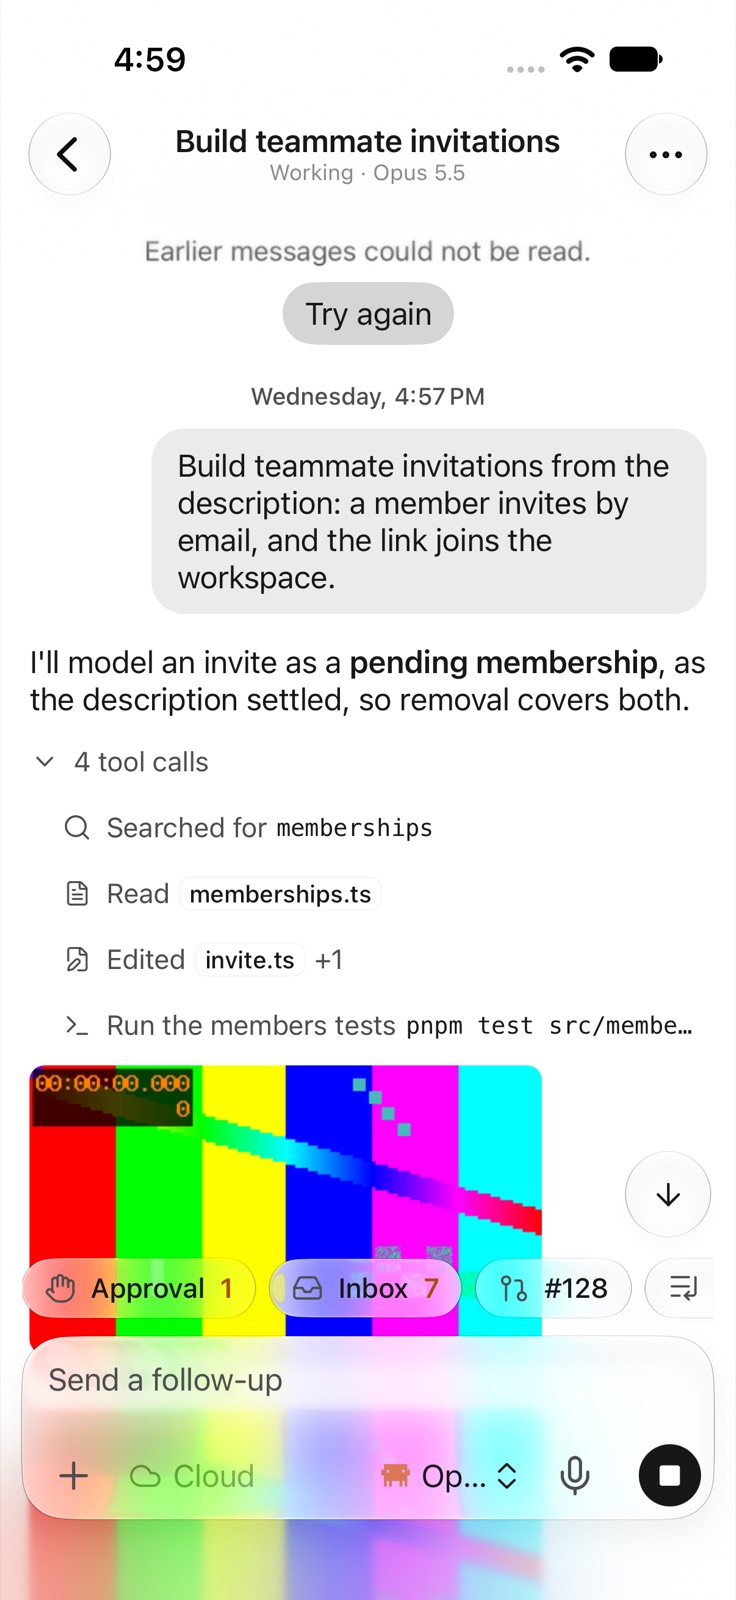 4:59
Build teammate invitations
Working · Opus 5.5
Earlier messages could not be read.
Try again
Wednesday, 4:57 PM
Build teammate invitations from the
description: a member invites by
email, and the link joins the
workspace.
I'll model an invite as a pending membership, as
the description settled, so removal covers both.
4 tool calls
Searched for memberships
Read memberships.ts
Edited invite.ts +1
Run the members tests pnpm test src/membe…
00:00:00.000
0
Approval 1
Inbox 7
#128
Send a follow-up
Cloud
Op...